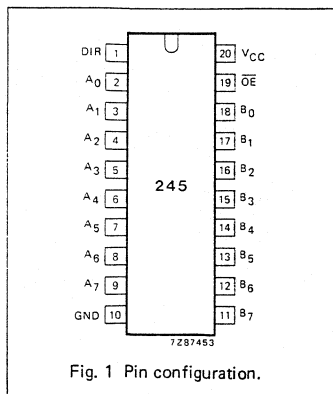 DIR 1 20 VCC
A0 2 19 OE
A1 3 18 B0
A2 4 17 B1
A3 5 16 B2
245
A4 6 15 B3
A5 7 14 B4
A6 8 13 B5
A7 9 12 B6
GND 10 11 B7
7Z87453
Fig. 1 Pin configuration.